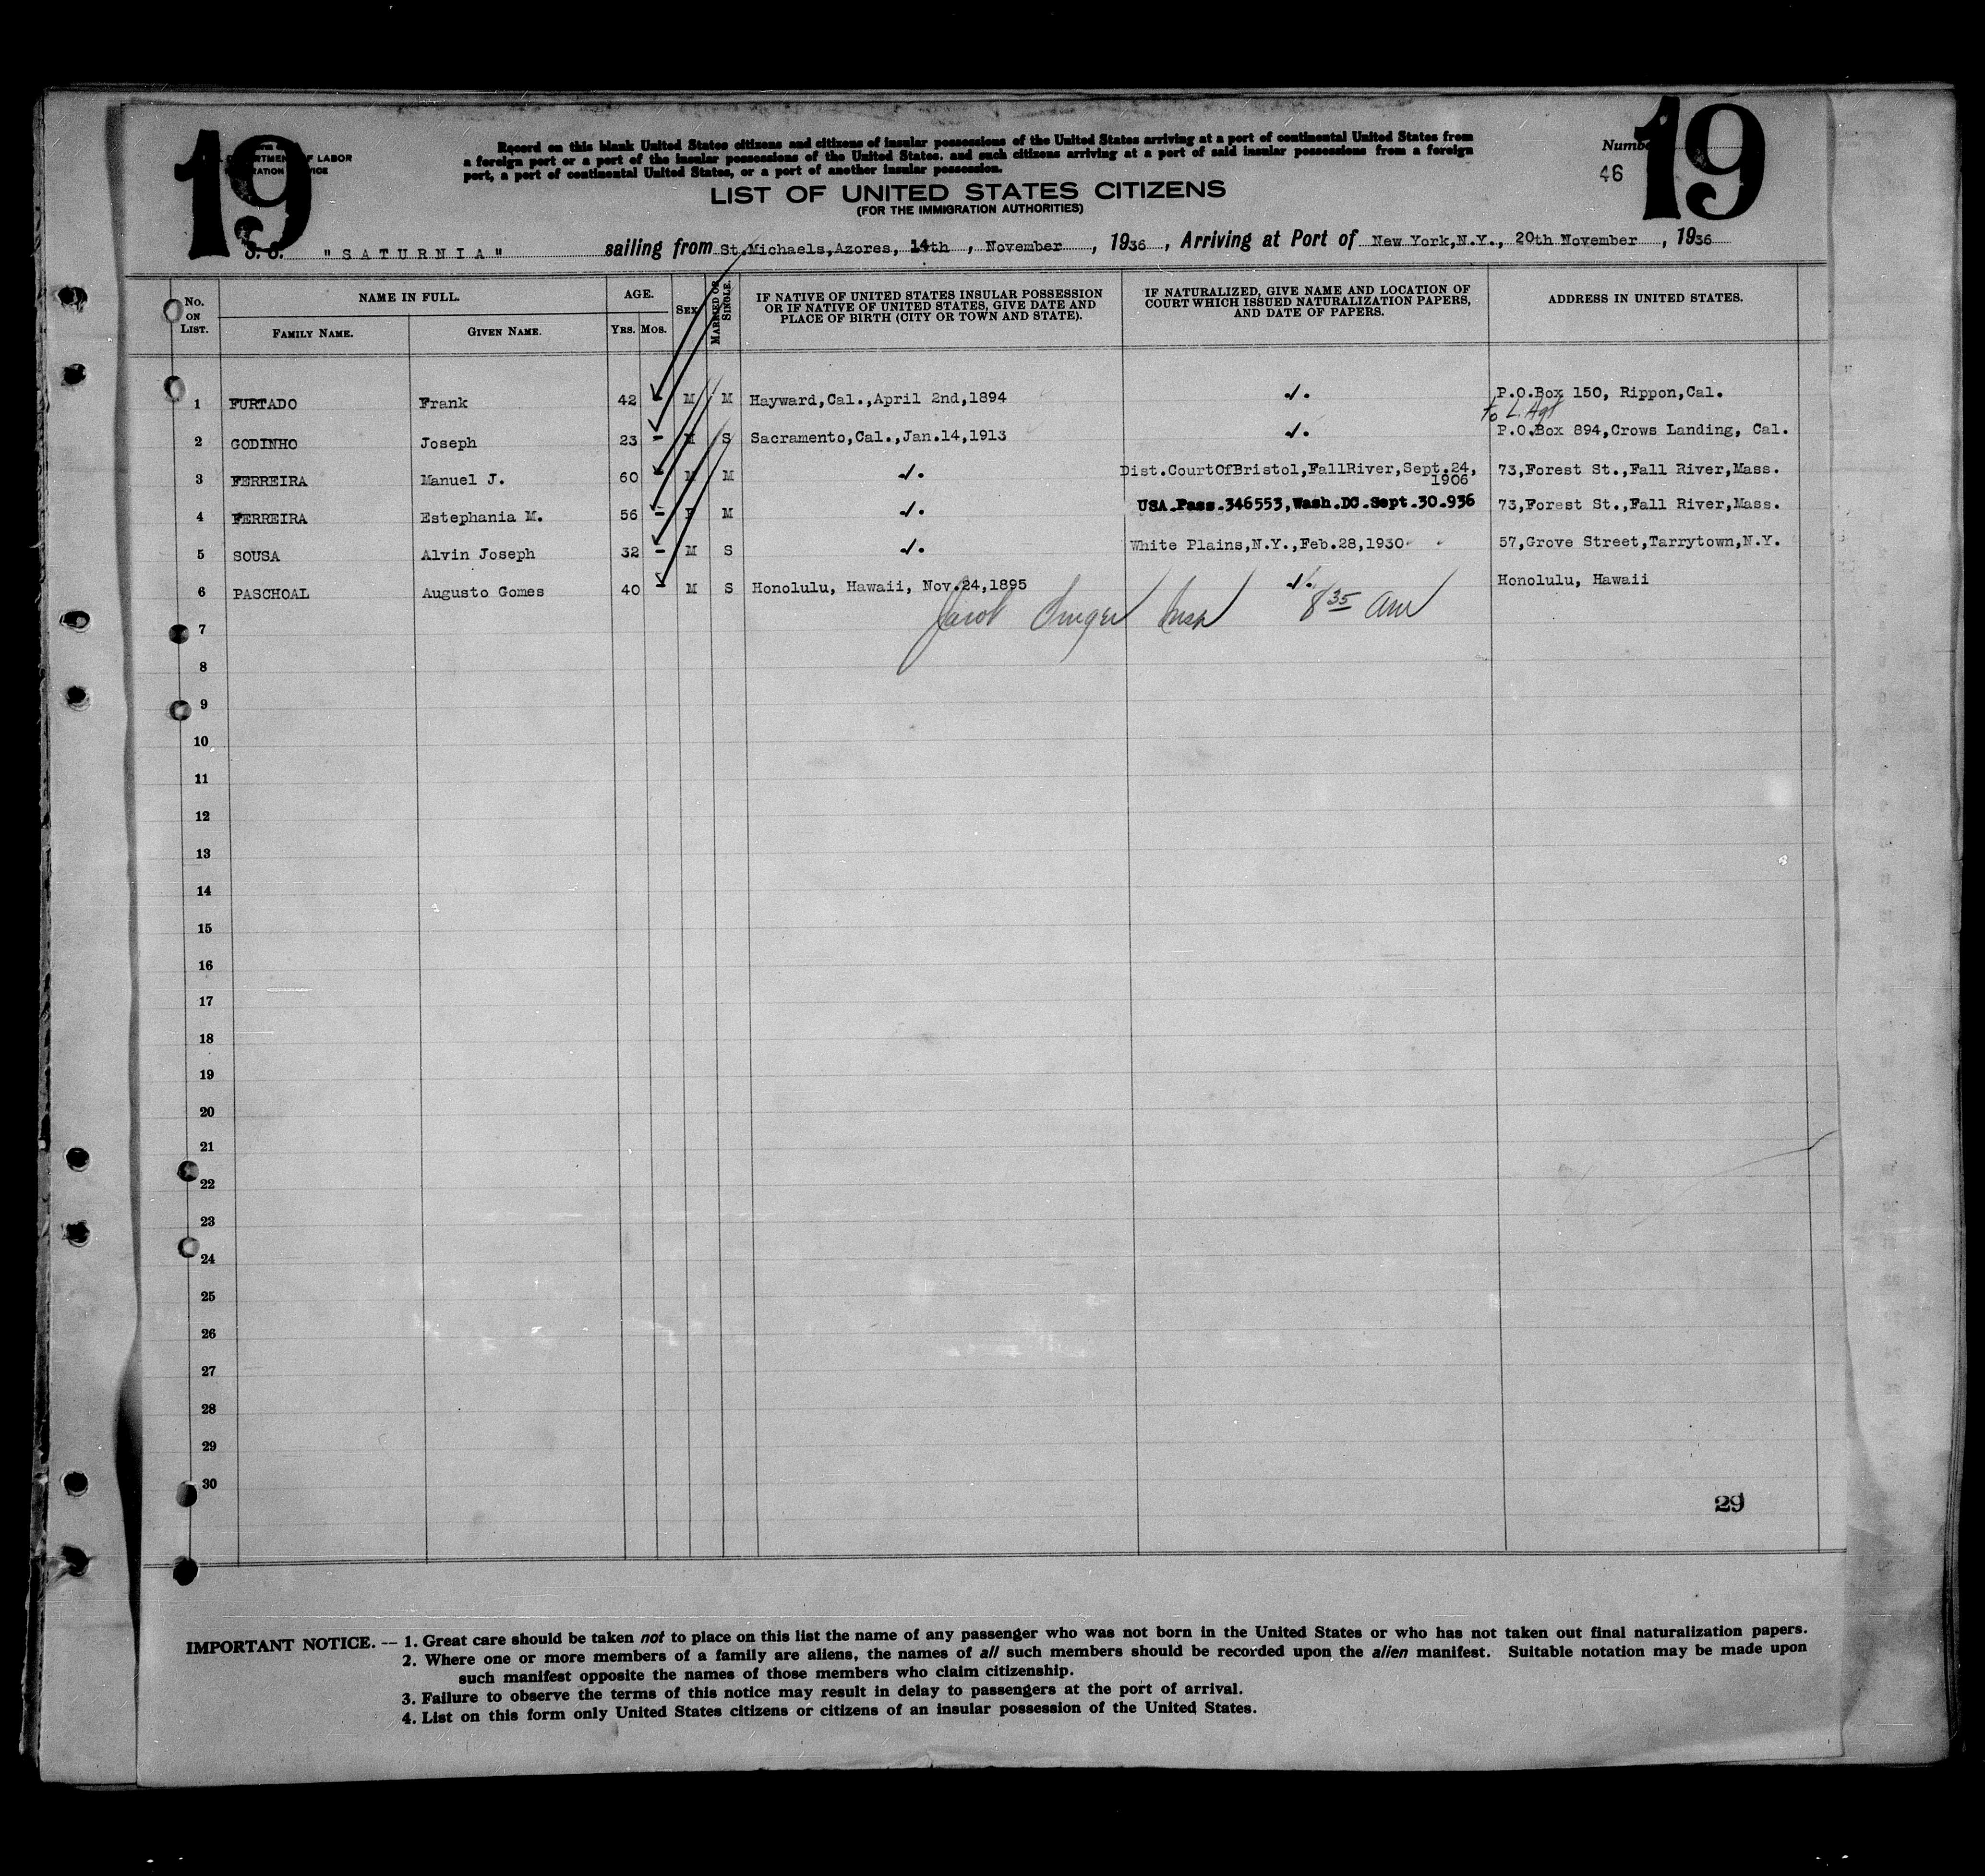 19
19
OF LABOR
Record on this blank United States citizens and citizens of insular possessions of the United States arriving at a port of continental United States from
a foreign port or a port of the insular possessions of the United States, and such citizens arriving at a port of said insular possessions from a foreign
port, a port of continental United States, or a port of another insular possession.
46
LIST OF UNITED STATES CITIZENS
(FOR THE IMMIGRATION AUTHORITIES)
S. S. "SATURNIA" sailing from St.Michaels,Azores, 14th , November , 1936 , Arriving at Port of New York,N.Y., 20th November , 1936
No. ON LIST. NAME IN FULL. AGE. SEX MARRIED OR SINGLE. IF NATIVE OF UNITED STATES INSULAR POSSESSION OR IF NATIVE OF UNITED STATES, GIVE DATE AND PLACE OF BIRTH (CITY OR TOWN AND STATE). IF NATURALIZED, GIVE NAME AND LOCATION OF COURT WHICH ISSUED NATURALIZATION PAPERS, AND DATE OF PAPERS. ADDRESS IN UNITED STATES.
FAMILY NAME. GIVEN NAME. YRS. MOS.
1 FURTADO Frank 42 M M Hayward,Cal.,April 2nd,1894 P.O.Box 150, Rippon,Cal.
2 GODINHO Joseph 23 - M S Sacramento,Cal.,Jan.14,1913 P.O.Box 894,Crows Landing, Cal.
3 FERREIRA Manuel J. 60 - M M Dist.CourtOfBristol,FallRiver,Sept.24, 1906 73,Forest St.,Fall River,Mass.
4 FERREIRA Estephania M. 56 - F M USA.Pass.346553,Wash.DC.Sept.30.936 73,Forest St.,Fall River,Mass.
5 SOUSA Alvin Joseph 32 - M S White Plains,N.Y.,Feb.28,1930 57,Grove Street,Tarrytown,N.Y.
6 PASCHOAL Augusto Gomes 40 - M S Honolulu, Hawaii, Nov.24,1895 Honolulu, Hawaii
Jacob 8 35 am
7
8
9
10
11
12
13
14
15
16
17
18
19
20
21
22
23
24
25
26
27
28
29
30
29
IMPORTANT NOTICE. -- 1. Great care should be taken not to place on this list the name of any passenger who was not born in the United States or who has not taken out final naturalization papers.
2. Where one or more members of a family are aliens, the names of all such members should be recorded upon the alien manifest. Suitable notation may be made upon
such manifest opposite the names of those members who claim citizenship.
3. Failure to observe the terms of this notice may result in delay to passengers at the port of arrival.
4. List on this form only United States citizens or citizens of an insular possession of the United States.